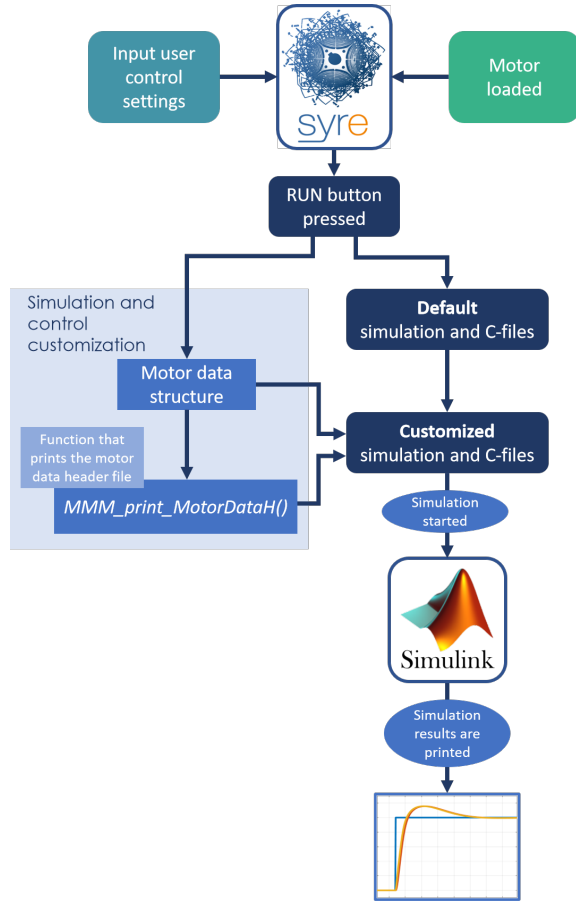 Input user
control
settings
syre
Motor
loaded
RUN button
pressed
Simulation and
control
customization
Default
simulation and C-files
Motor data
structure
Function that
prints the motor
data header file
Customized
simulation and C-files
MMM_print_MotorDataH()
Simulation
started
Simulink
Simulation
results are
printed